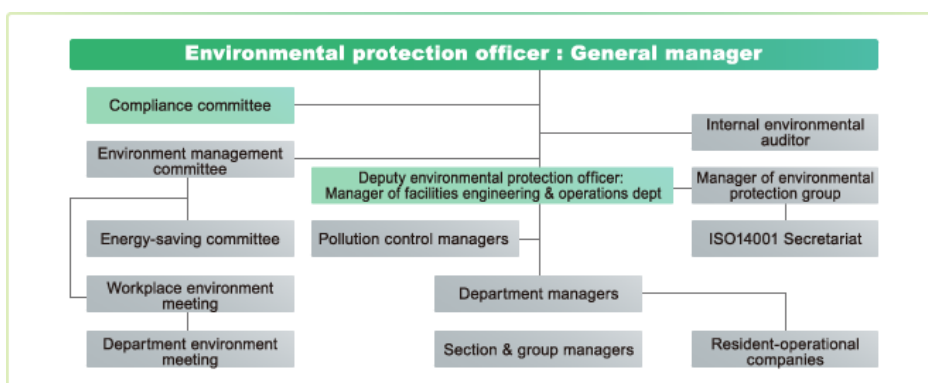 Environmental protection officer : General manager
Compliance committee
Internal environmental
auditor
Environment management
committee
Deputy environmental protection officer:
Manager of facilities engineering & operations dept
Manager of environmental
protection group
Energy-saving committee
Pollution control managers
ISO14001 Secretariat
Workplace environment
meeting
Department managers
Department environment
meeting
Section & group managers
Resident-operational
companies